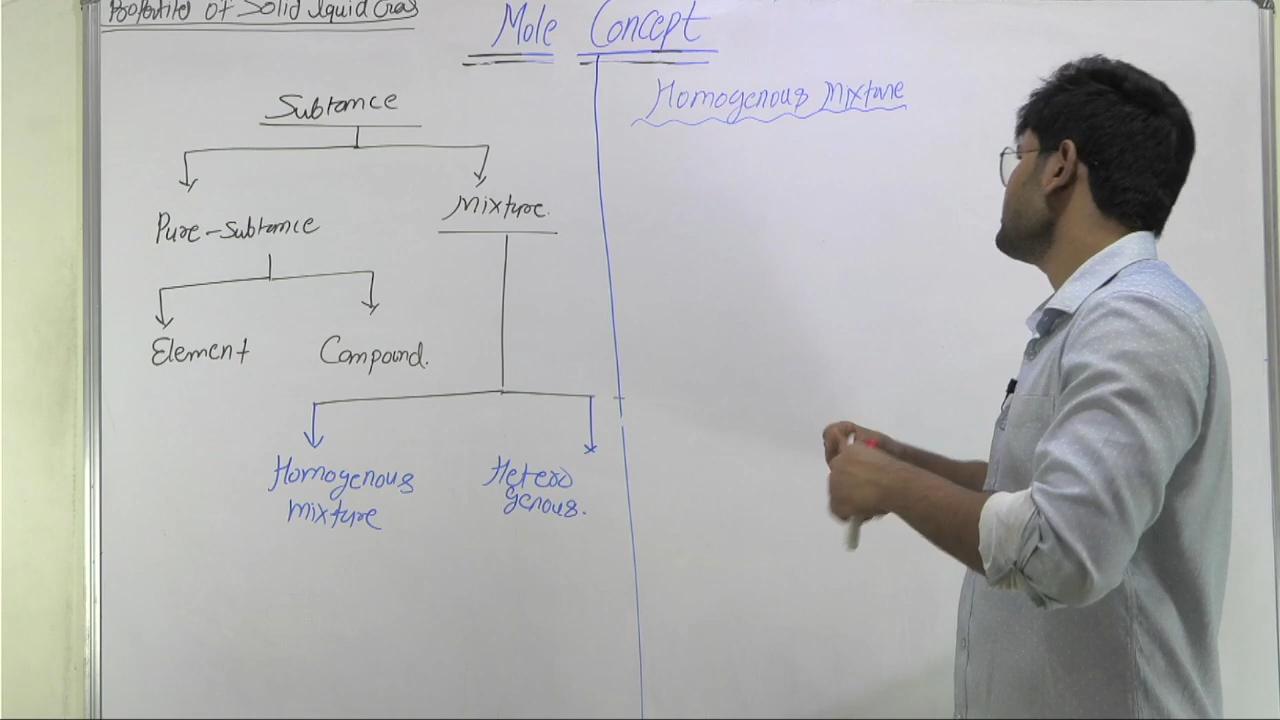 Properties of Solid liquid Gas
Mole Concept
Subtance
Pure-Subtance
Mixture.
Element
Compound.
Homogenous
mixture
Hetero
genous.
Homogenous Mixture